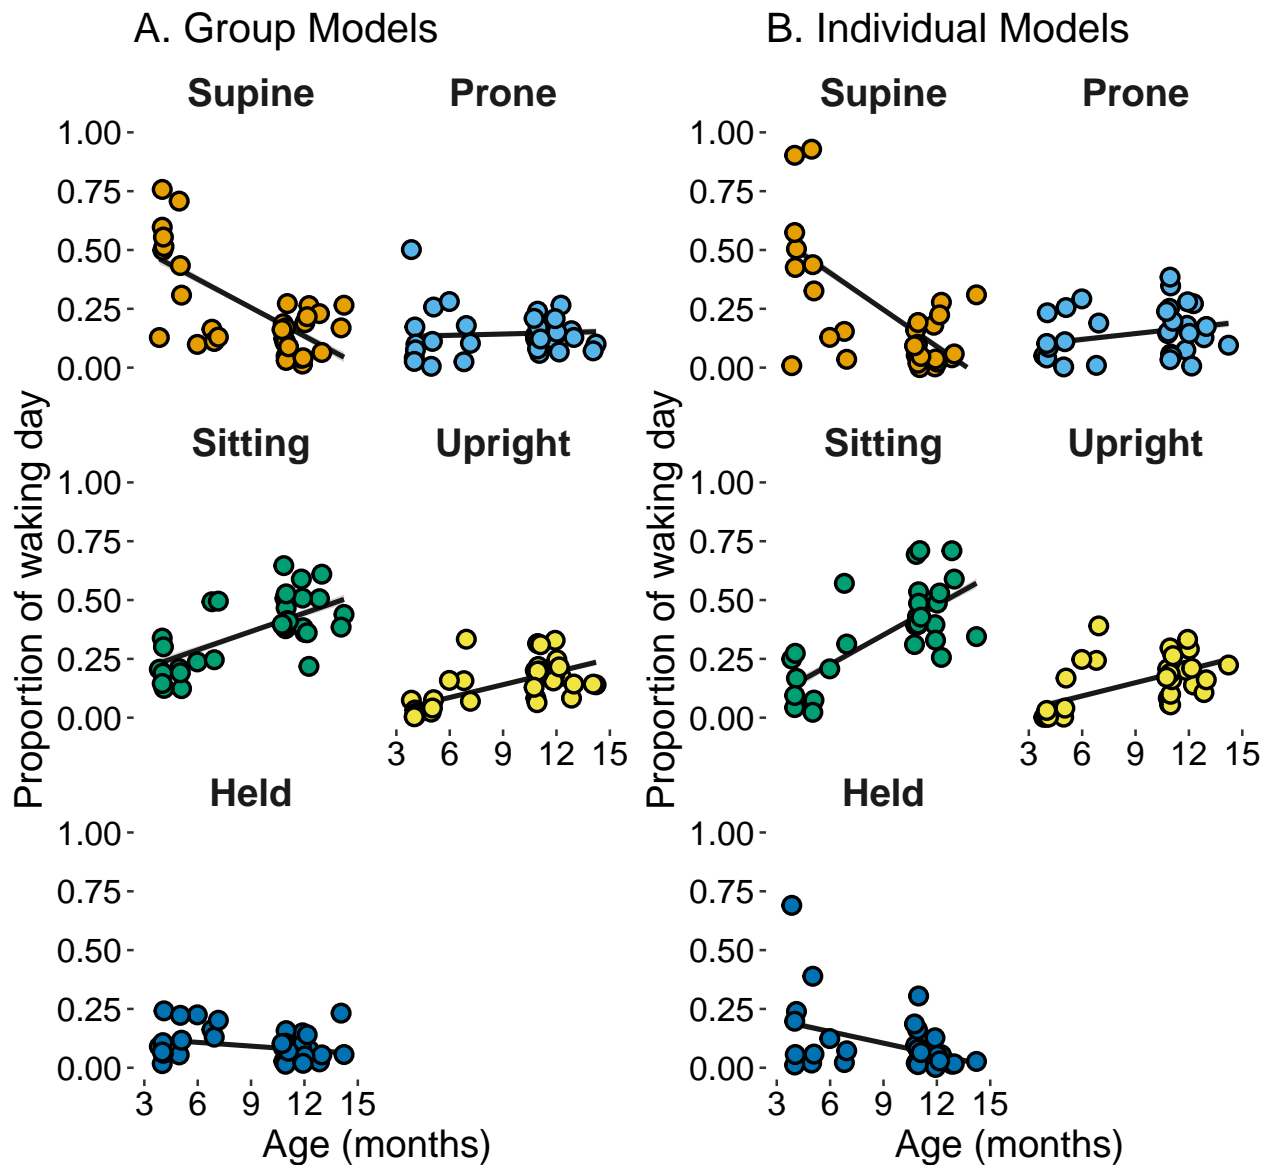 A. Group Models
B. Individual Models
Supine
Prone
Supine
Prone
1.00
0.75
0.50
0.25
0.00
1.00
0.75
0.50
0.25
0.00
Sitting
Upright
Sitting
Upright
1.00
0.75
0.50
0.25
0.00
3 6 9 12 15
1.00
0.75
0.50
0.25
0.00
3 6 9 12 15
Held
Held
1.00
0.75
0.50
0.25
0.00
3 6 9 12 15
1.00
0.75
0.50
0.25
0.00
3 6 9 12 15
Proportion of waking day
Proportion of waking day
Age (months)
Age (months)